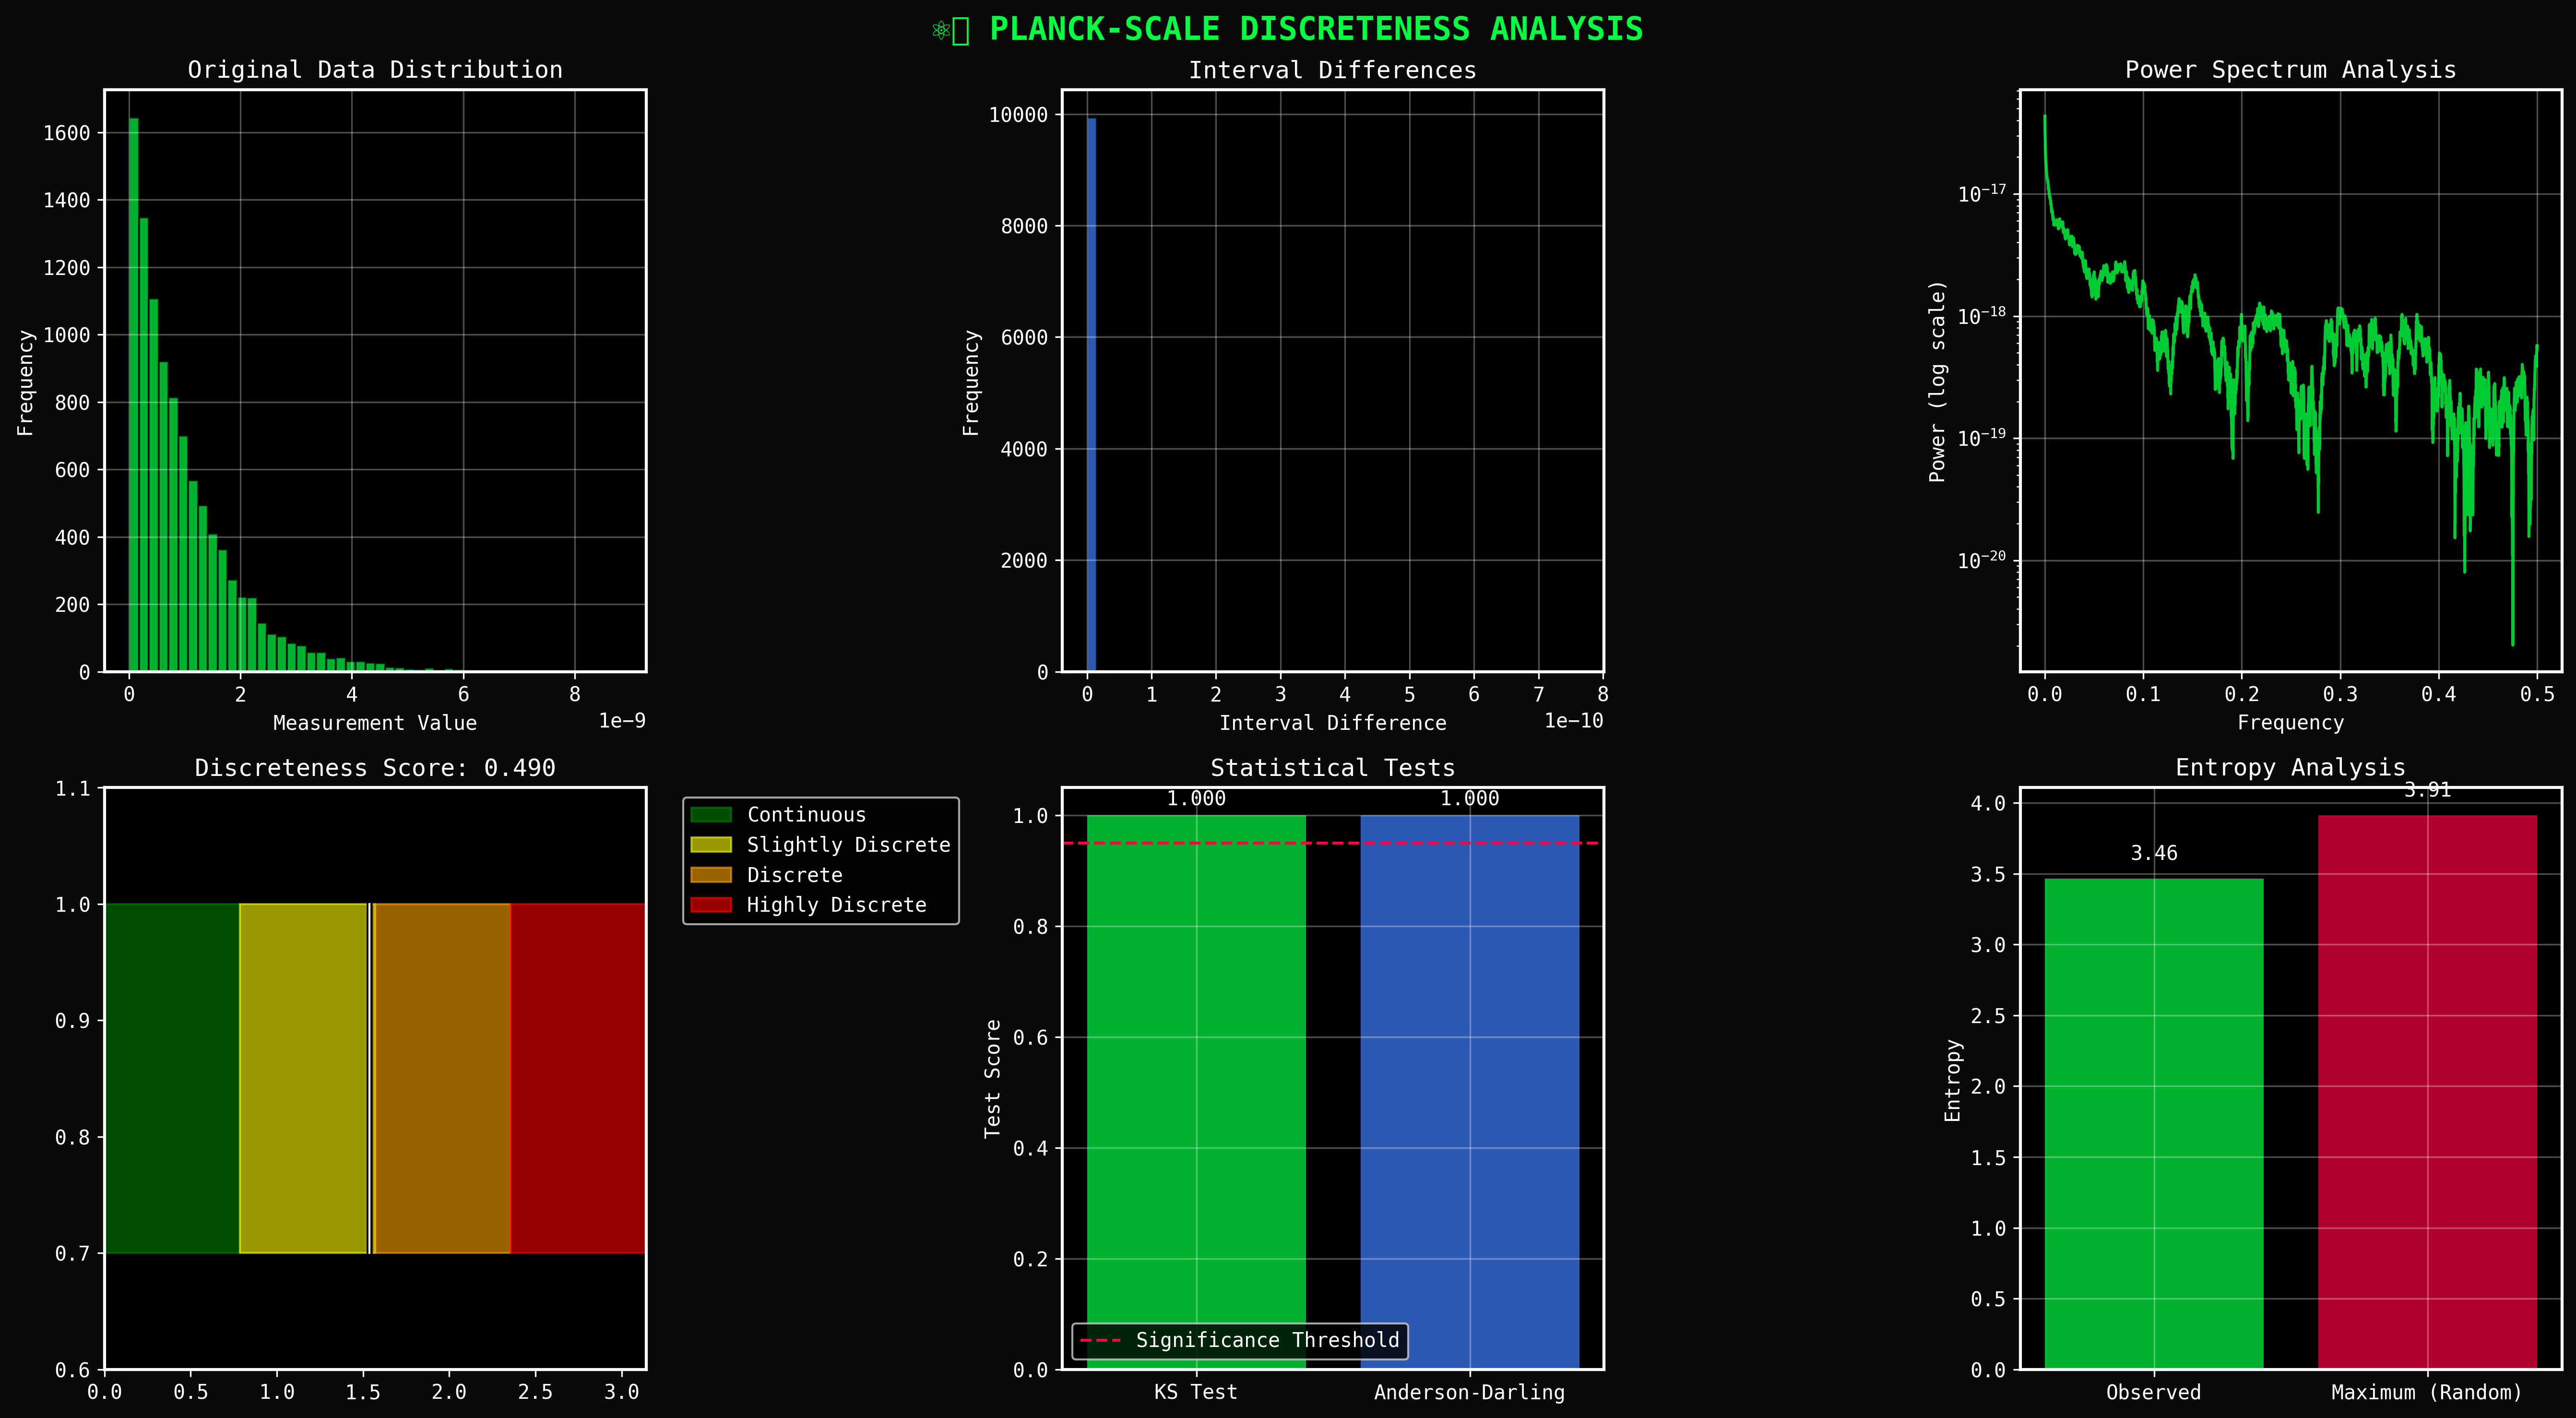 ⚛ PLANCK-SCALE DISCRETENESS ANALYSIS
Original Data Distribution
Frequency
1600
1400
1200
1000
800
600
400
200
0
0 2 4 6 8
1e−9
Measurement Value
Interval Differences
Frequency
10000
8000
6000
4000
2000
0
0 1 2 3 4 5 6 7 8
1e−10
Interval Difference
Power Spectrum Analysis
Power (log scale)
10⁻¹⁷
10⁻¹⁸
10⁻¹⁹
10⁻²⁰
0.0 0.1 0.2 0.3 0.4 0.5
Frequency
Discreteness Score: 0.490
1.1
1.0
0.9
0.8
0.7
0.6
0.0 0.5 1.0 1.5 2.0 2.5 3.0
Continuous
Slightly Discrete
Discrete
Highly Discrete
Statistical Tests
Test Score
1.000 1.000
1.0
0.8
0.6
0.4
0.2
0.0
Significance Threshold
KS Test Anderson-Darling
Entropy Analysis
Entropy
3.91
3.46
4.0
3.5
3.0
2.5
2.0
1.5
1.0
0.5
0.0
Observed Maximum (Random)